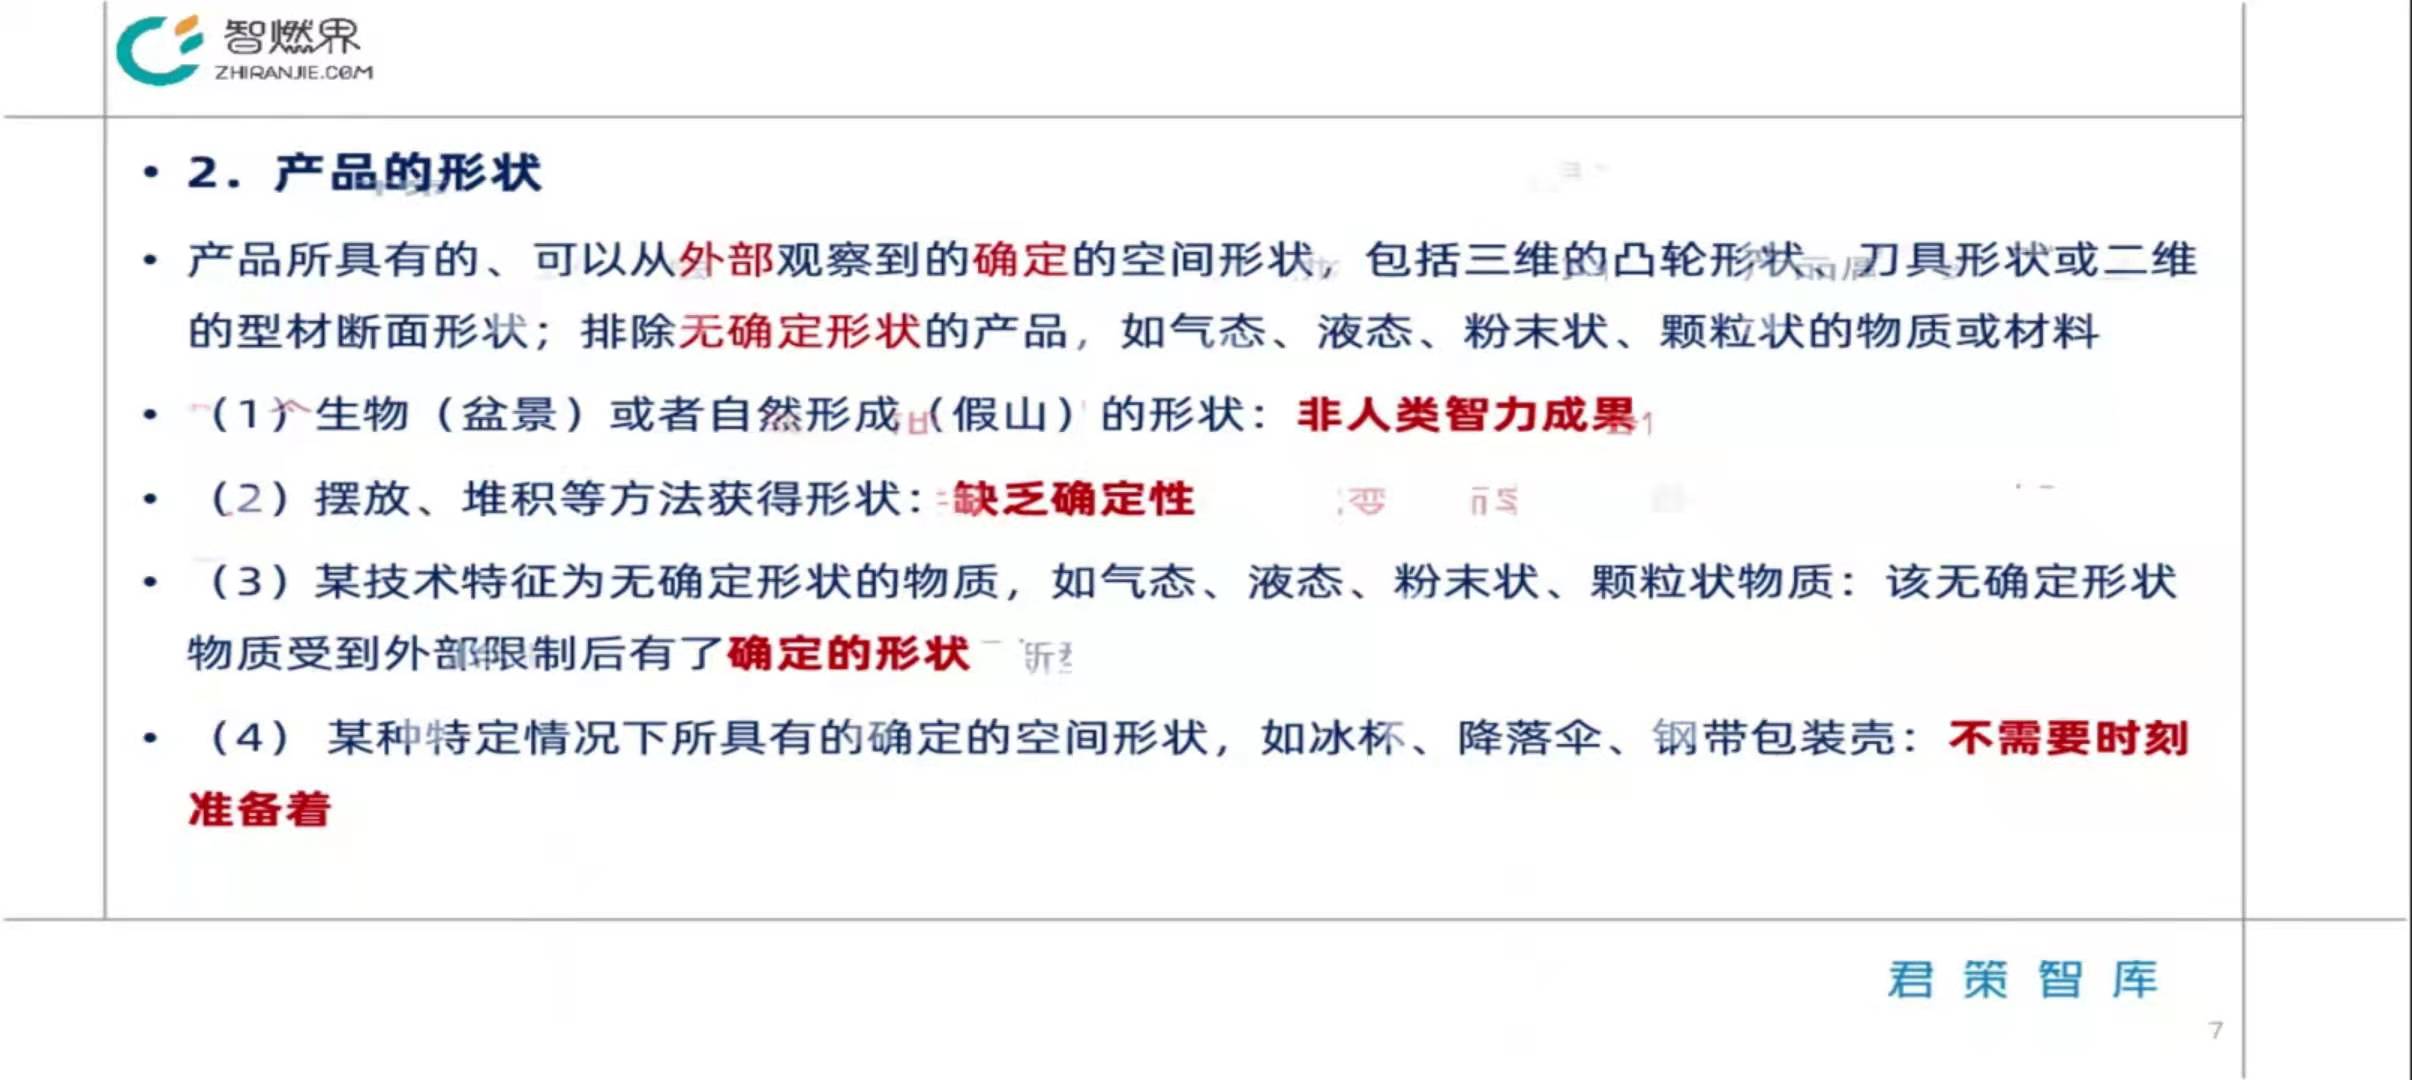 智燃界
ZHIRANJIE.COM
• 2. 产品的形状
• 产品所具有的、可以从外部观察到的确定的空间形状，包括三维的凸轮形状、刀具形状或二维
的型材断面形状；排除无确定形状的产品，如气态、液态、粉末状、颗粒状的物质或材料
• （1）生物（盆景）或者自然形成（假山）的形状：非人类智力成果
• （2）摆放、堆积等方法获得形状：缺乏确定性
• （3）某技术特征为无确定形状的物质，如气态、液态、粉末状、颗粒状物质：该无确定形状
物质受到外部限制后有了确定的形状
• （4） 某种特定情况下所具有的确定的空间形状，如冰杯、降落伞、钢带包装壳：不需要时刻
准备着
君策智库
7